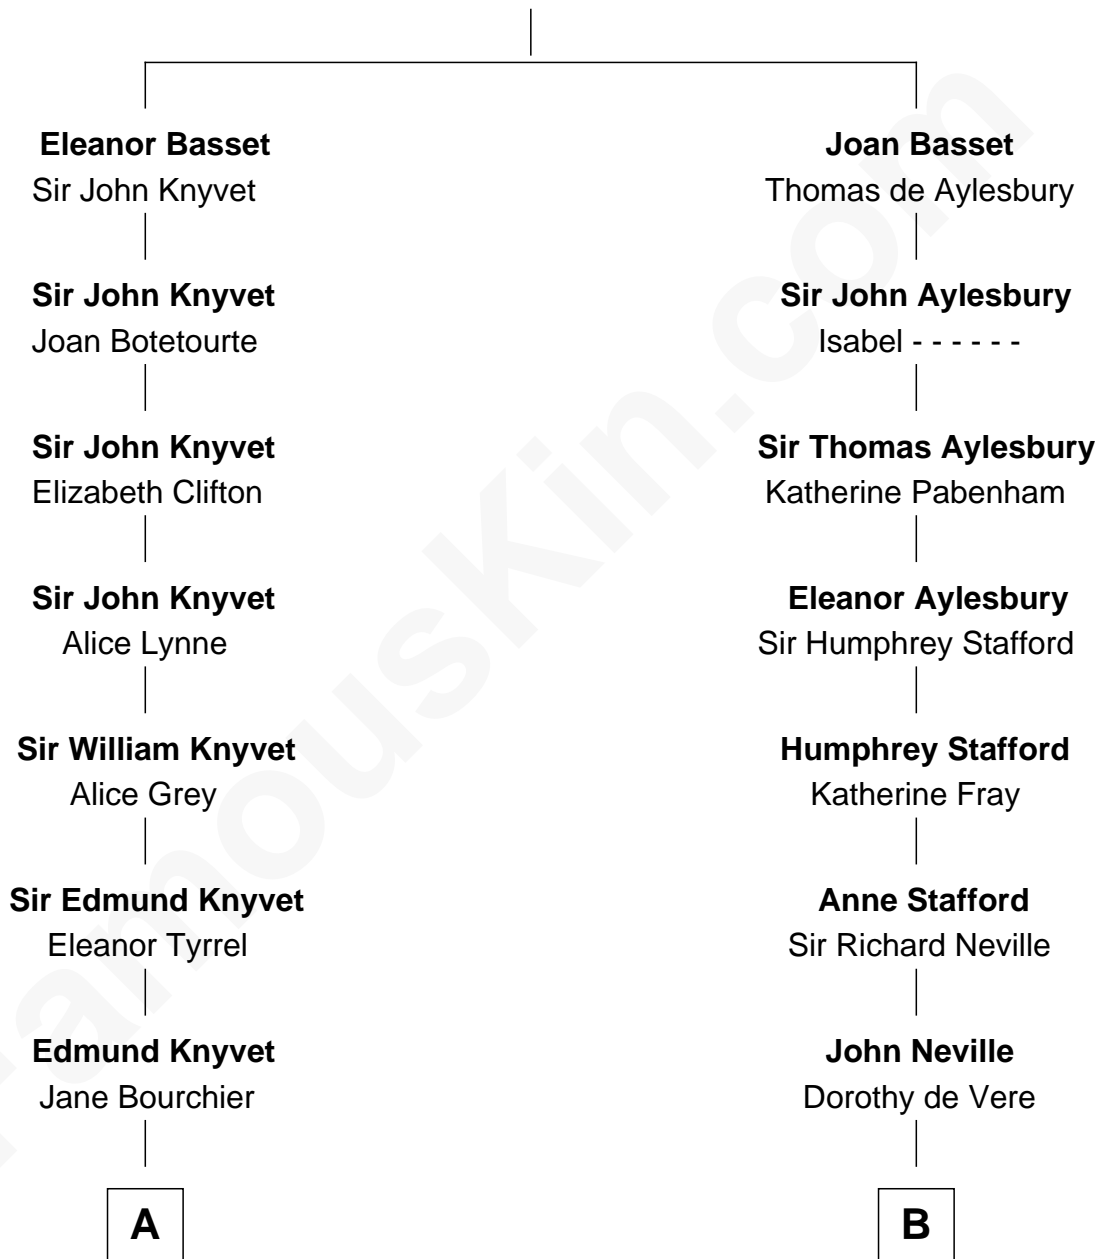 Eleanor Basset
Sir John Knyvet
Sir John Knyvet
Joan Botetourte
Sir John Knyvet
Elizabeth Clifton
Sir John Knyvet
Alice Lynne
Sir William Knyvet
Alice Grey
Sir Edmund Knyvet
Eleanor Tyrrel
Edmund Knyvet
Jane Bourchier
A
Joan Basset
Thomas de Aylesbury
Sir John Aylesbury
Isabel - - - - - -
Sir Thomas Aylesbury
Katherine Pabenham
Eleanor Aylesbury
Sir Humphrey Stafford
Humphrey Stafford
Katherine Fray
Anne Stafford
Sir Richard Neville
John Neville
Dorothy de Vere
B
FamousKin.com